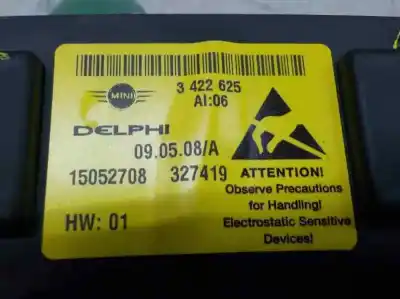 MINI
3 422 625
AI:06
DELPHI
09.05.08/A
15052708 327419
HW: 01
ATTENTION!
Observe Precautions
for Handling!
Electrostatic Sensitive
Devices!